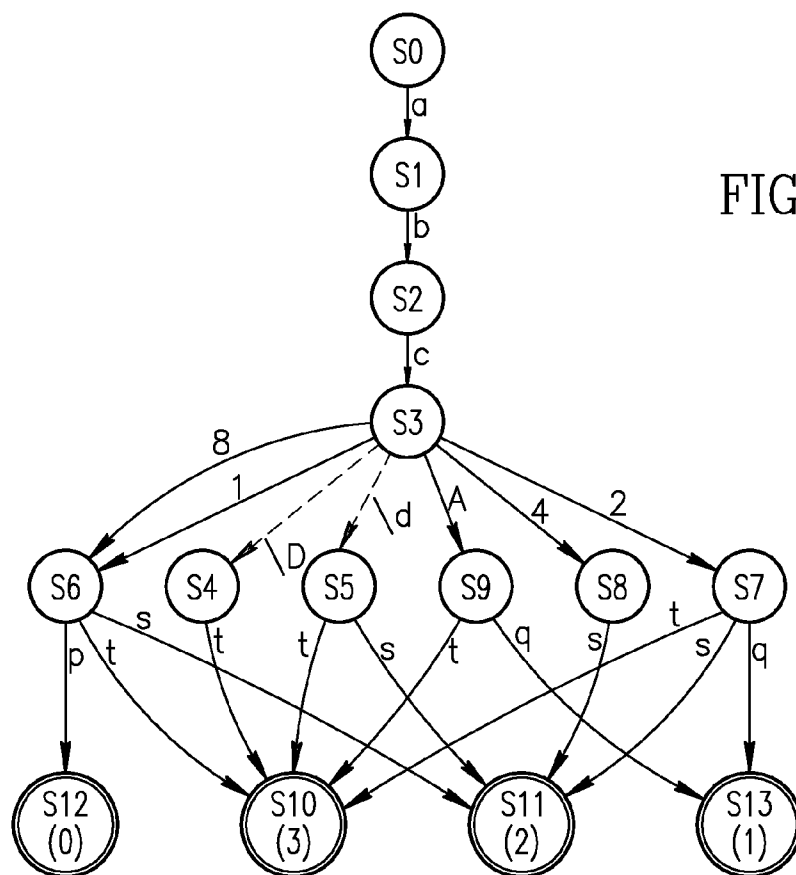 S0
a
S1
FIG
b
S2
c
S3
8
1
\D
\d
A
4
2
S6
S4
S5
S9
S8
S7
p
t
s
t
t
s
t
q
s
t
s
q
S12
(0)
S10
(3)
S11
(2)
S13
(1)